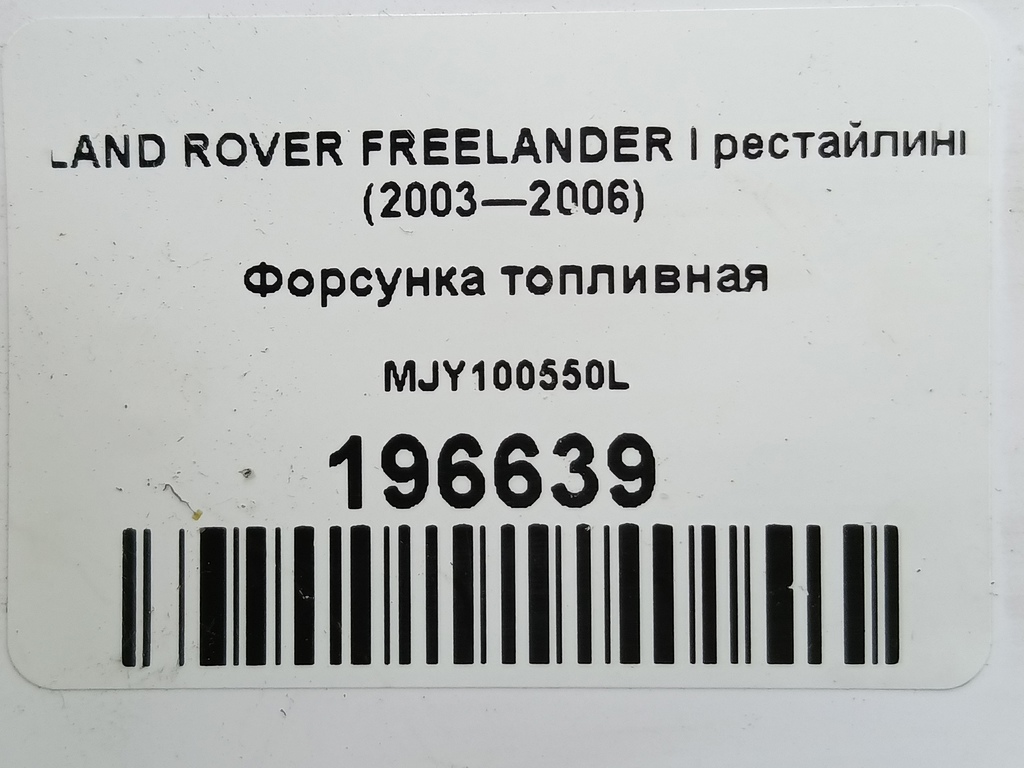 LAND ROVER FREELANDER I рестайлинг
(2003—2006)
Форсунка топливная
MJY100550L
196639